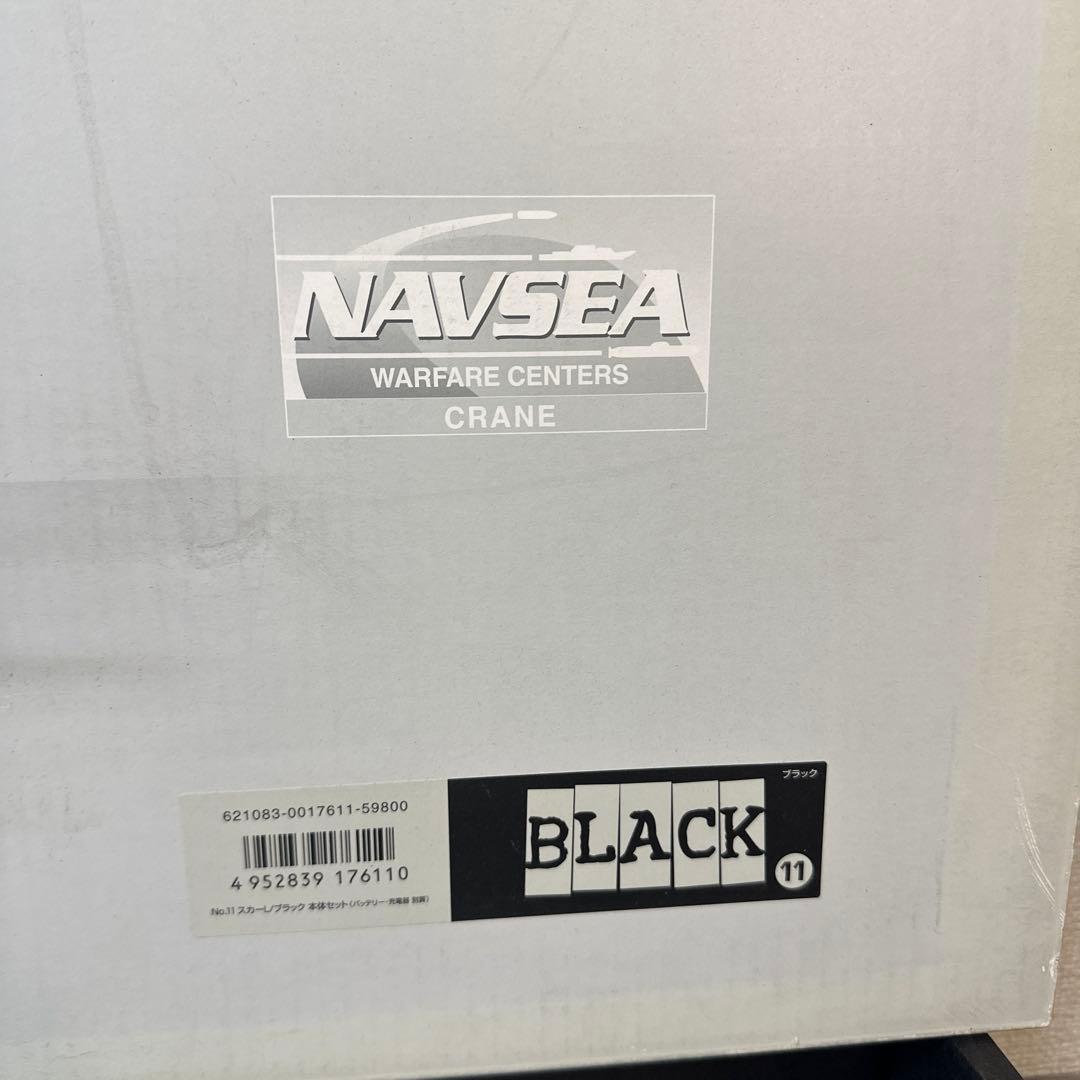 NAVSEA
WARFARE CENTERS
CRANE
ブラック
621083-0017611-59800
BLACK
11
4 952839 176110
No.11 スカーL/ブラック 本体セット(バッテリー・充電器 別買)